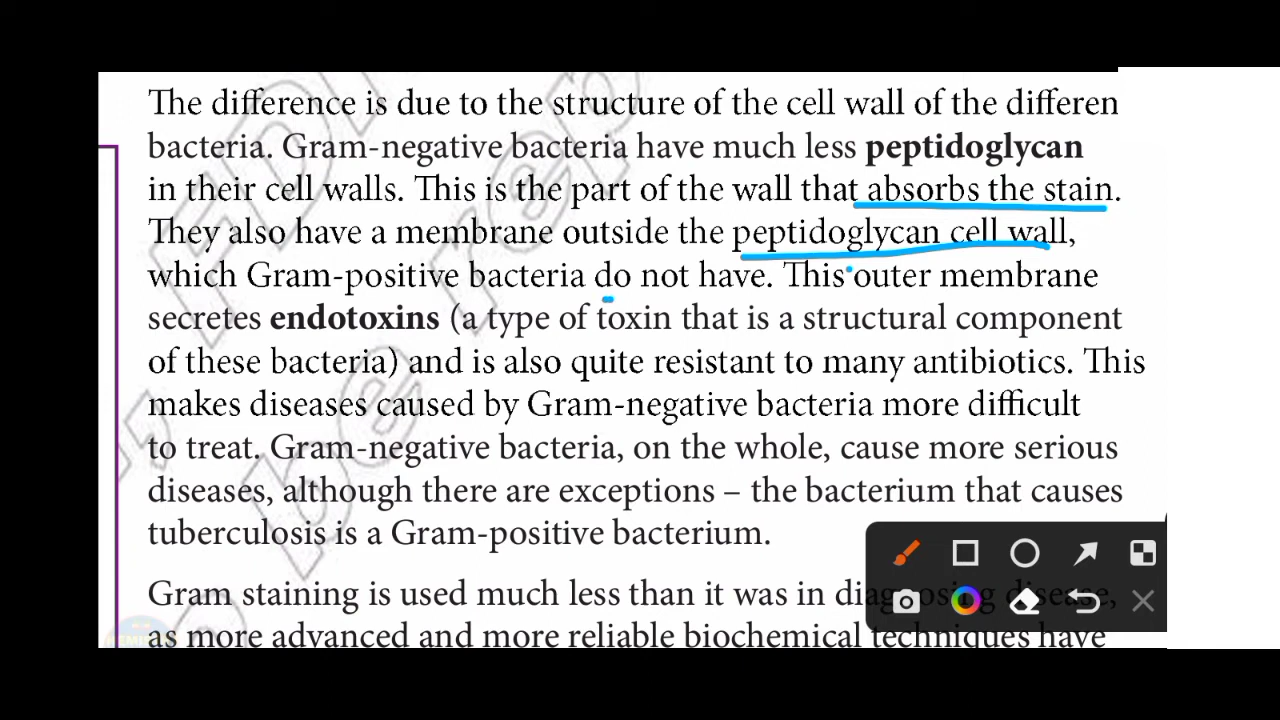 The difference is due to the structure of the cell wall of the differen
bacteria. Gram-negative bacteria have much less peptidoglycan
in their cell walls. This is the part of the wall that absorbs the stain.
They also have a membrane outside the peptidoglycan cell wall,
which Gram-positive bacteria do not have. This outer membrane
secretes endotoxins (a type of toxin that is a structural component
of these bacteria) and is also quite resistant to many antibiotics. This
makes diseases caused by Gram-negative bacteria more difficult
to treat. Gram-negative bacteria, on the whole, cause more serious
diseases, although there are exceptions – the bacterium that causes
tuberculosis is a Gram-positive bacterium.
Gram staining is used much less than it was in diagnosing disease,
as more advanced and more reliable biochemical techniques have
be rep